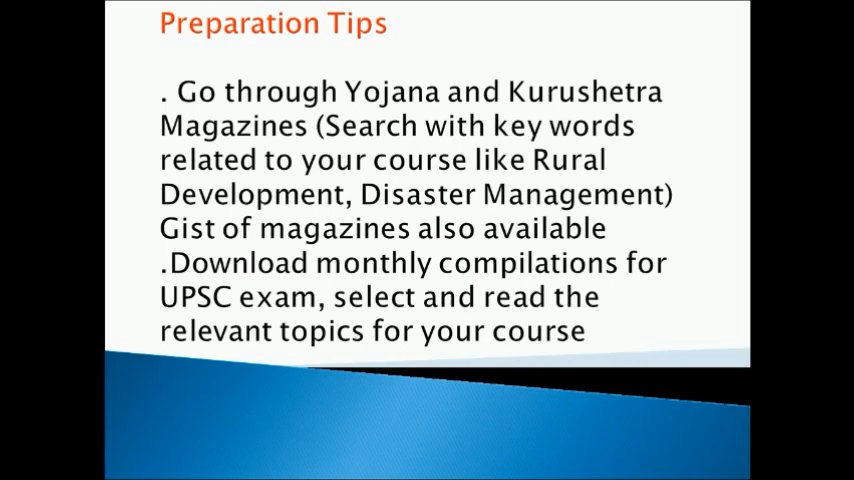 Preparation Tips
. Go through Yojana and Kurushetra
Magazines (Search with key words
related to your course like Rural
Development, Disaster Management)
Gist of magazines also available
.Download monthly compilations for
UPSC exam, select and read the
relevant topics for your course